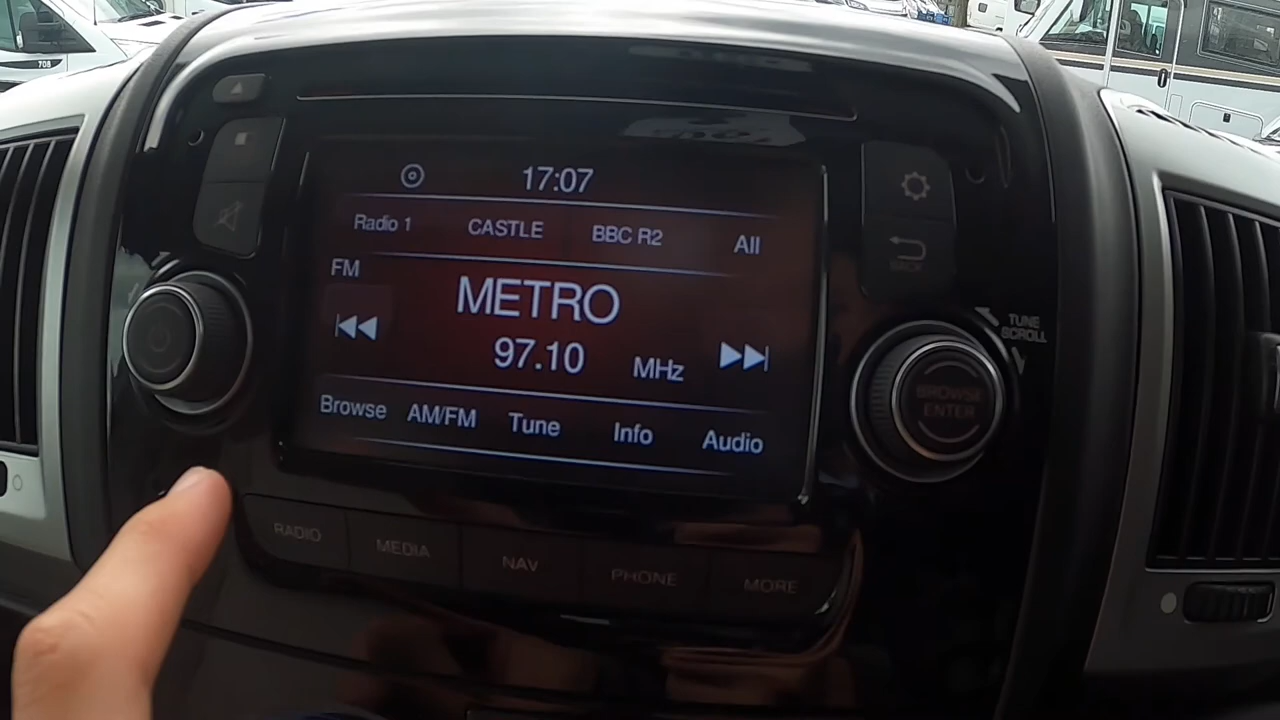 708
17:07
Radio 1 CASTLE BBC R2 All
FM
METRO
97.10 MHz
Browse AM/FM Tune Info Audio
BACK
TUNE
SCROLL
BROWSE
ENTER
RADIO MEDIA NAV PHONE MORE